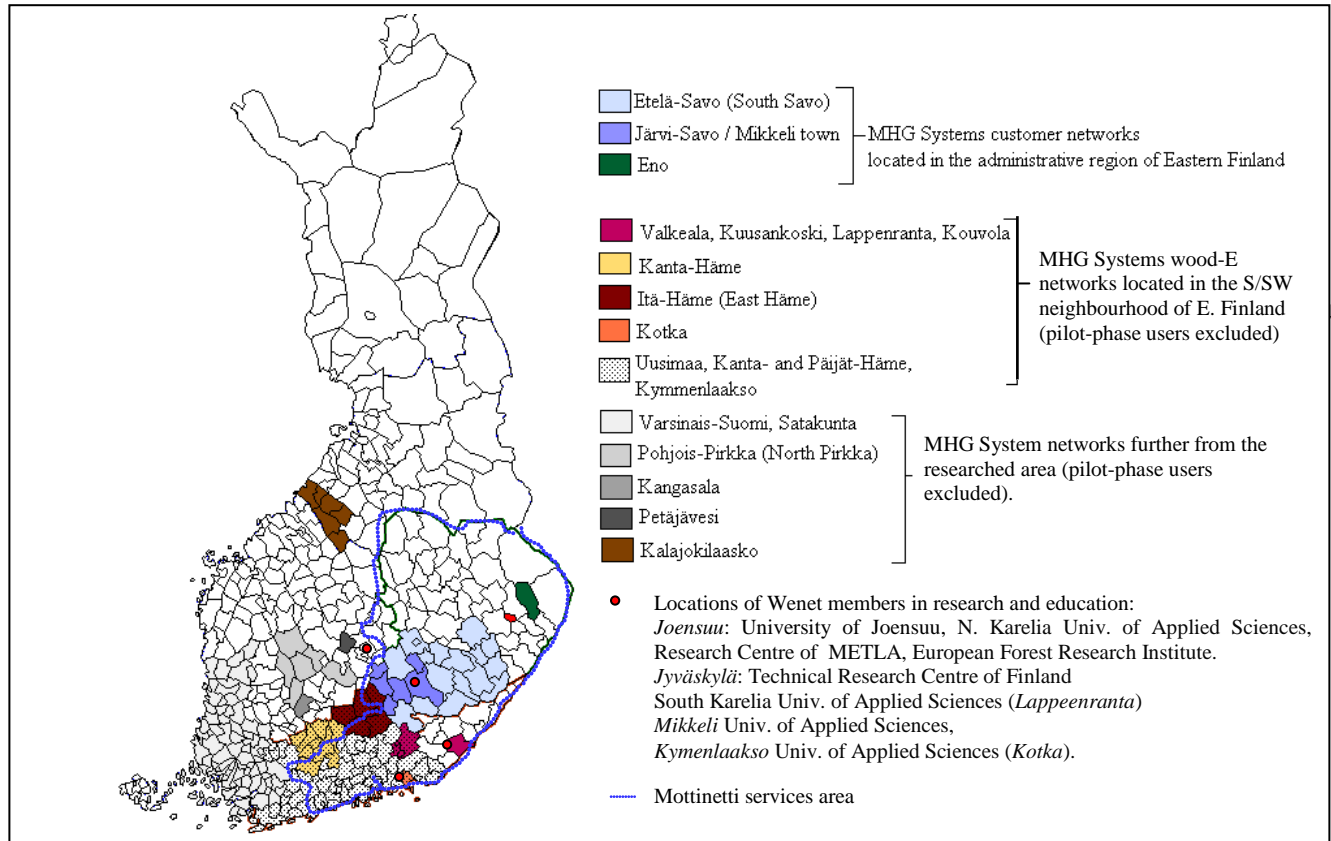 Etelä-Savo (South Savo)
Järvi-Savo / Mikkeli town
Eno
MHG Systems customer networks
located in the administrative region of Eastern Finland
Valkeala, Kuusankoski, Lappenranta, Kouvola
Kanta-Häme
Itä-Häme (East Häme)
Kotka
Uusimaa, Kanta- and Päijät-Häme,
Kymmenlaakso
MHG Systems wood-E
networks located in the S/SW
neighbourhood of E. Finland
(pilot-phase users excluded)
Varsinais-Suomi, Satakunta
Pohjois-Pirkka (North Pirkka)
Kangasala
Petäjävesi
Kalajokilaasko
MHG System networks further from the
researched area (pilot-phase users
excluded).
Locations of Wenet members in research and education:
Joensuu: University of Joensuu, N. Karelia Univ. of Applied Sciences,
Research Centre of METLA, European Forest Research Institute.
Jyväskylä: Technical Research Centre of Finland
South Karelia Univ. of Applied Sciences (Lappeenranta)
Mikkeli Univ. of Applied Sciences,
Kymenlaakso Univ. of Applied Sciences (Kotka).
Mottinetti services area